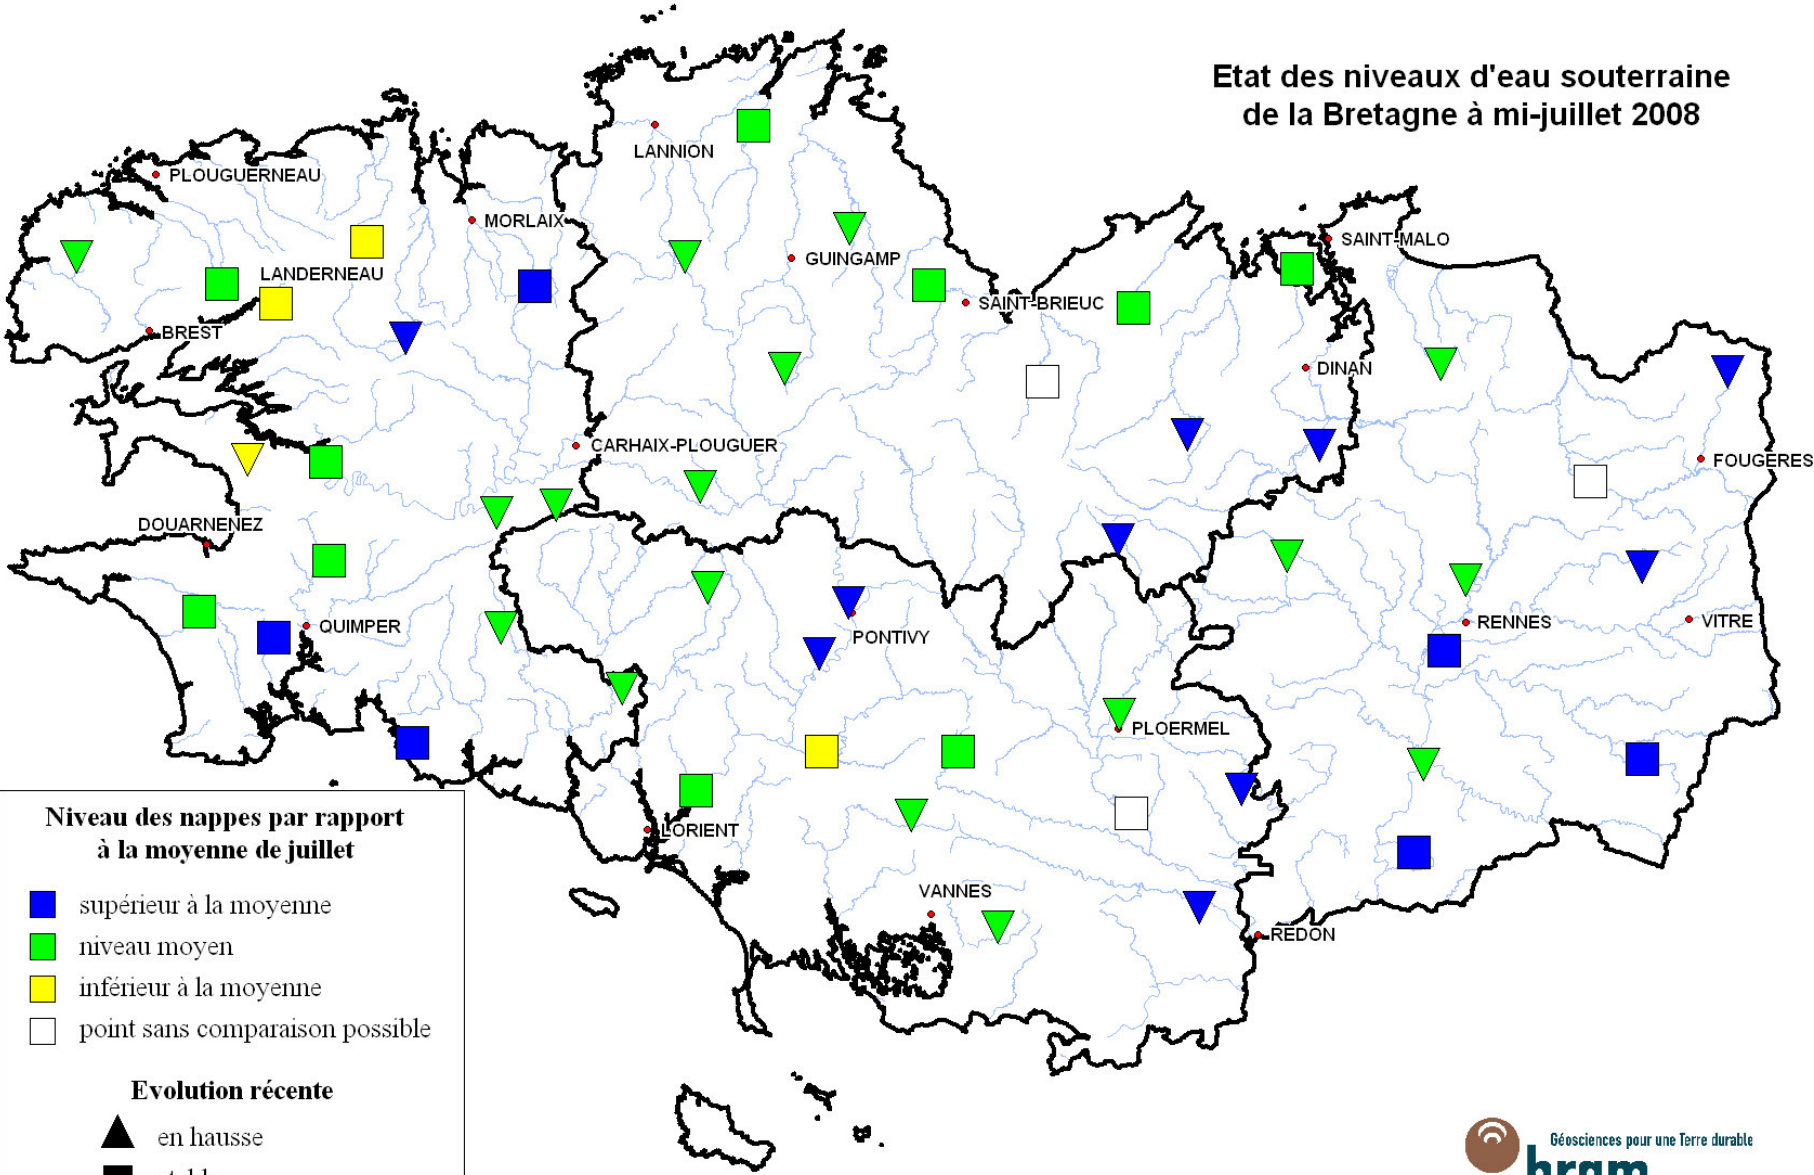 Etat des niveaux d'eau souterraine
de la Bretagne à mi-juillet 2008
LANNION
PLOUGUERNEAU
MORLAIX
SAINT-MALO
GUINGAMP
LANDERNEAU
SAINT-BRIEUC
BREST
DINAN
CARHAIX-PLOUGUER
FOUGERES
DOUARNENEZ
QUIMPER
RENNES
VITRE
PONTIVY
PLOERMEL
LORIENT
VANNES
REDON
Niveau des nappes par rapport
à la moyenne de juillet
supérieur à la moyenne
niveau moyen
inférieur à la moyenne
point sans comparaison possible
Evolution récente
en hausse
Géosciences pour une Terre durable
brgm